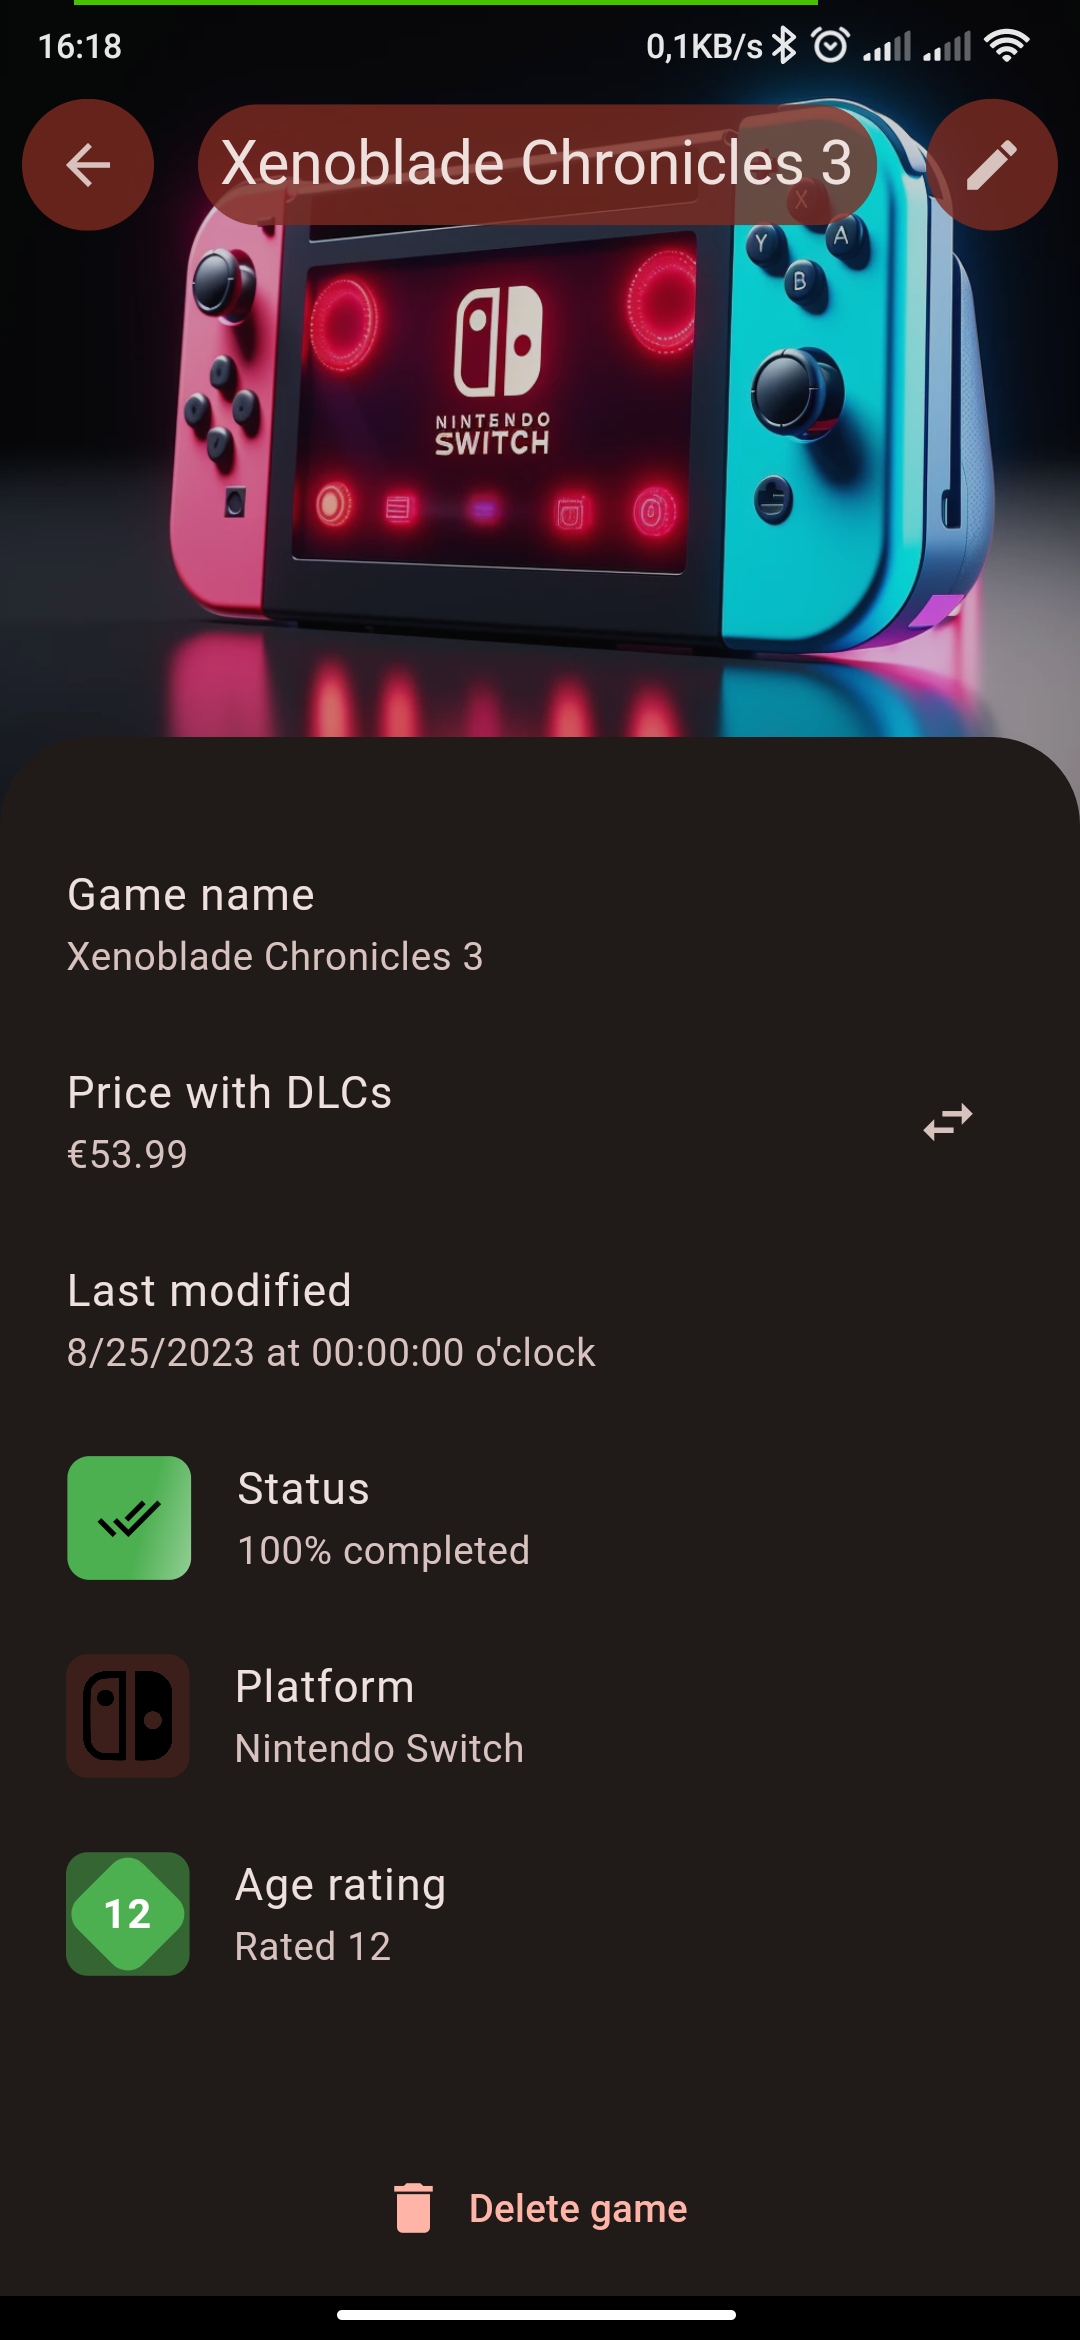 16:18
0,1KB/s
Xenoblade Chronicles 3
X
Y
A
B
NINTENDO
SWITCH
Game name
Xenoblade Chronicles 3
Price with DLCs
€53.99
Last modified
8/25/2023 at 00:00:00 o'clock
Status
100% completed
Platform
Nintendo Switch
12
Age rating
Rated 12
Delete game